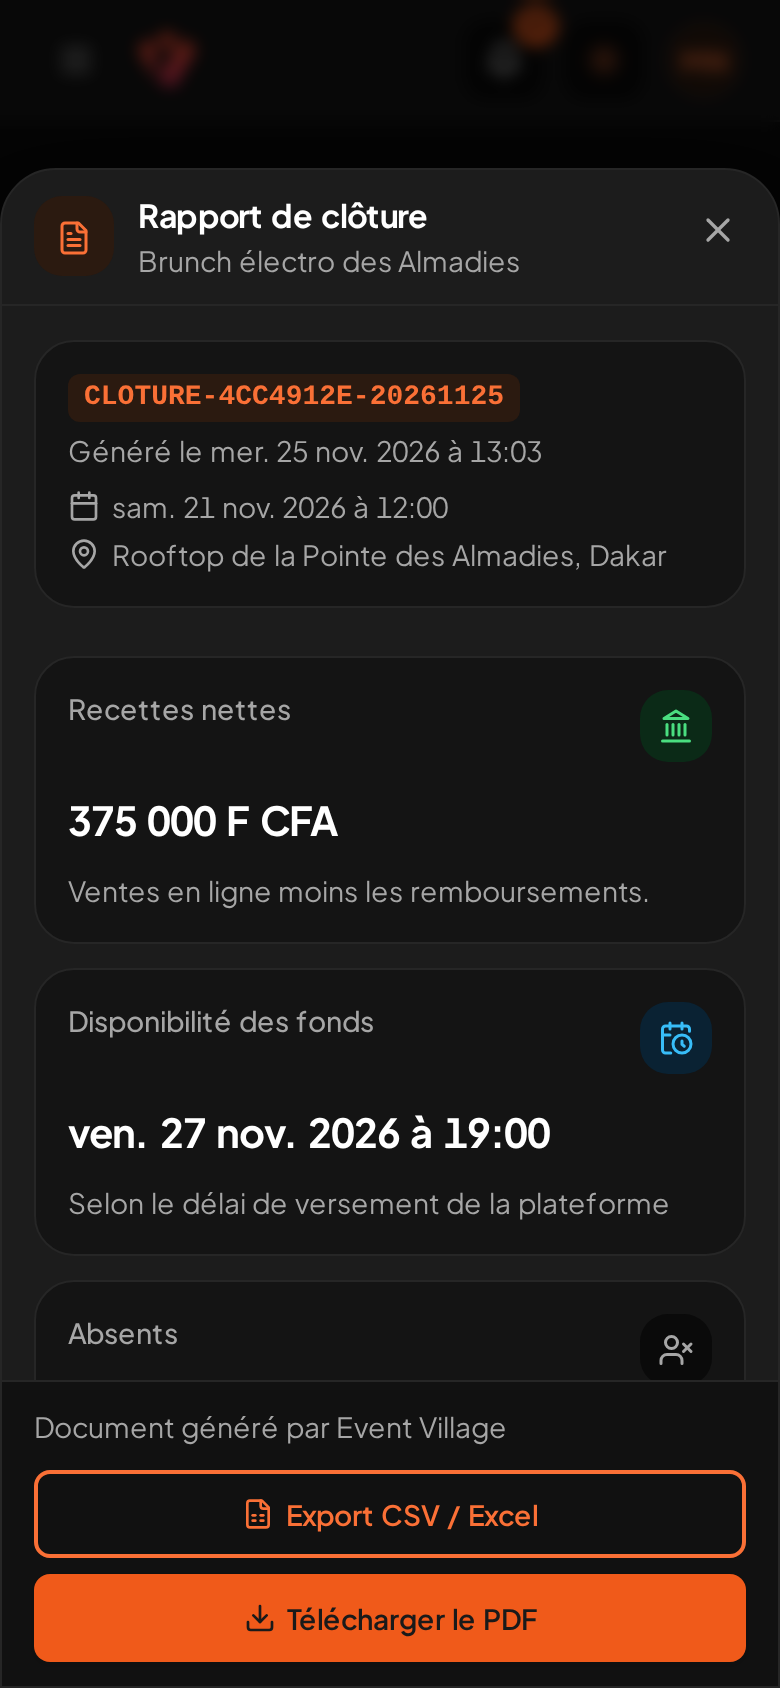 Rapport de clôture
Brunch électro des Almadies
CLOTURE-4CC4912E-20261125
Généré le mer. 25 nov. 2026 à 13:03
sam. 21 nov. 2026 à 12:00
Rooftop de la Pointe des Almadies, Dakar
Recettes nettes
375 000 F CFA
Ventes en ligne moins les remboursements.
Disponibilité des fonds
ven. 27 nov. 2026 à 19:00
Selon le délai de versement de la plateforme
Absents
Document généré par Event Village
Export CSV / Excel
Télécharger le PDF